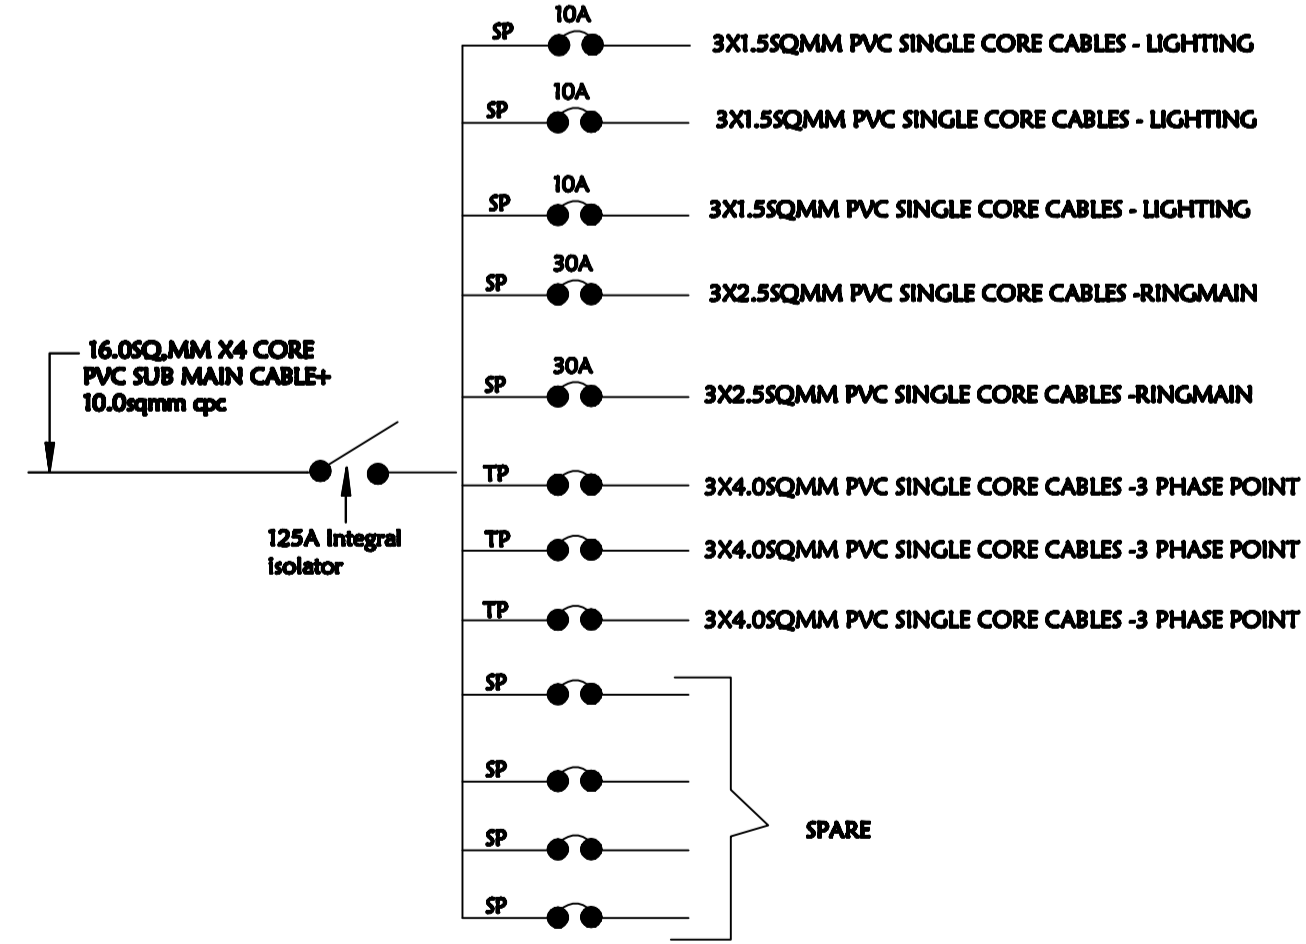 10A
SP
3X1.5SQMM PVC SINGLE CORE CABLES - LIGHTING
10A
SP
3X1.5SQMM PVC SINGLE CORE CABLES - LIGHTING
10A
SP
3X1.5SQMM PVC SINGLE CORE CABLES - LIGHTING
30A
SP
3X2.5SQMM PVC SINGLE CORE CABLES -RINGMAIN
30A
SP
3X2.5SQMM PVC SINGLE CORE CABLES -RINGMAIN
16.0SQ,MM X4 CORE
PVC SUB MAIN CABLE+
10.0sqmm cpc
125A Integral
isolator
TP
3X4.0SQMM PVC SINGLE CORE CABLES -3 PHASE POINT
TP
3X4.0SQMM PVC SINGLE CORE CABLES -3 PHASE POINT
TP
3X4.0SQMM PVC SINGLE CORE CABLES -3 PHASE POINT
SP
SP
SP
SP
SPARE